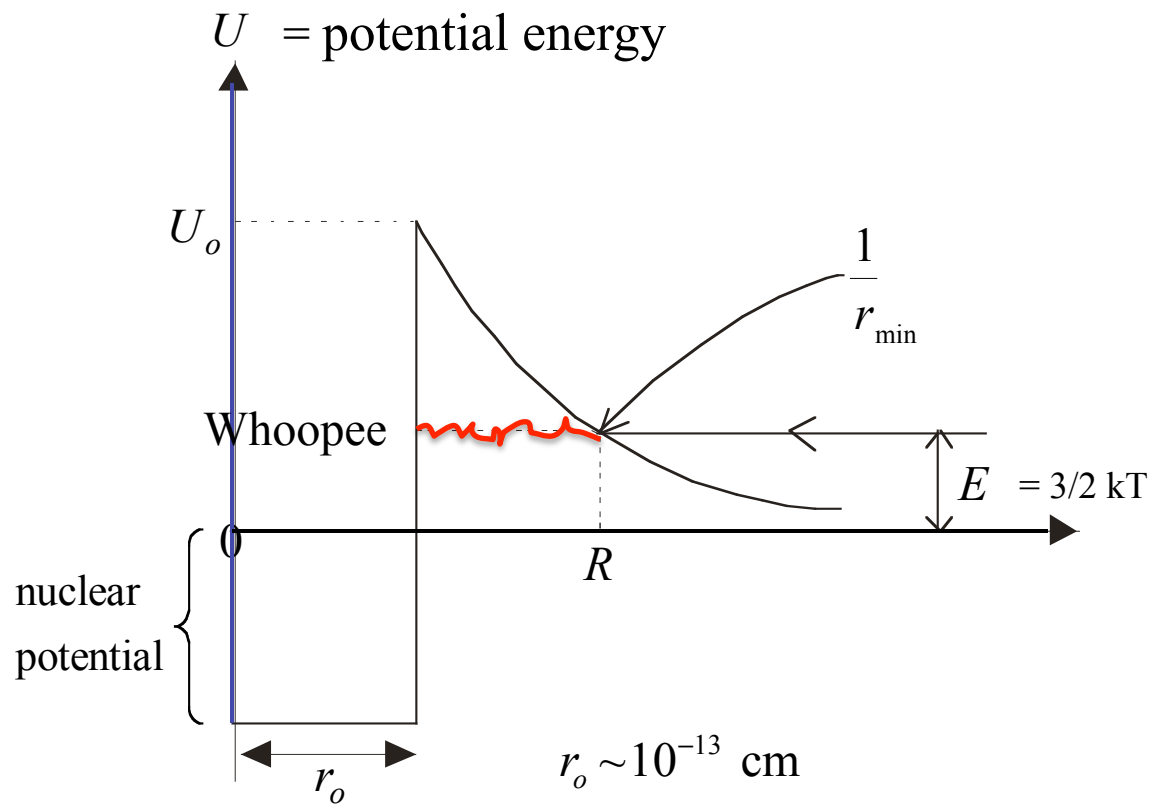 U = potential energy
U_o
1
r_min
Whoopee
E = 3/2 kT
0
R
nuclear
potential
r_o
r_o ~10^{-13} cm